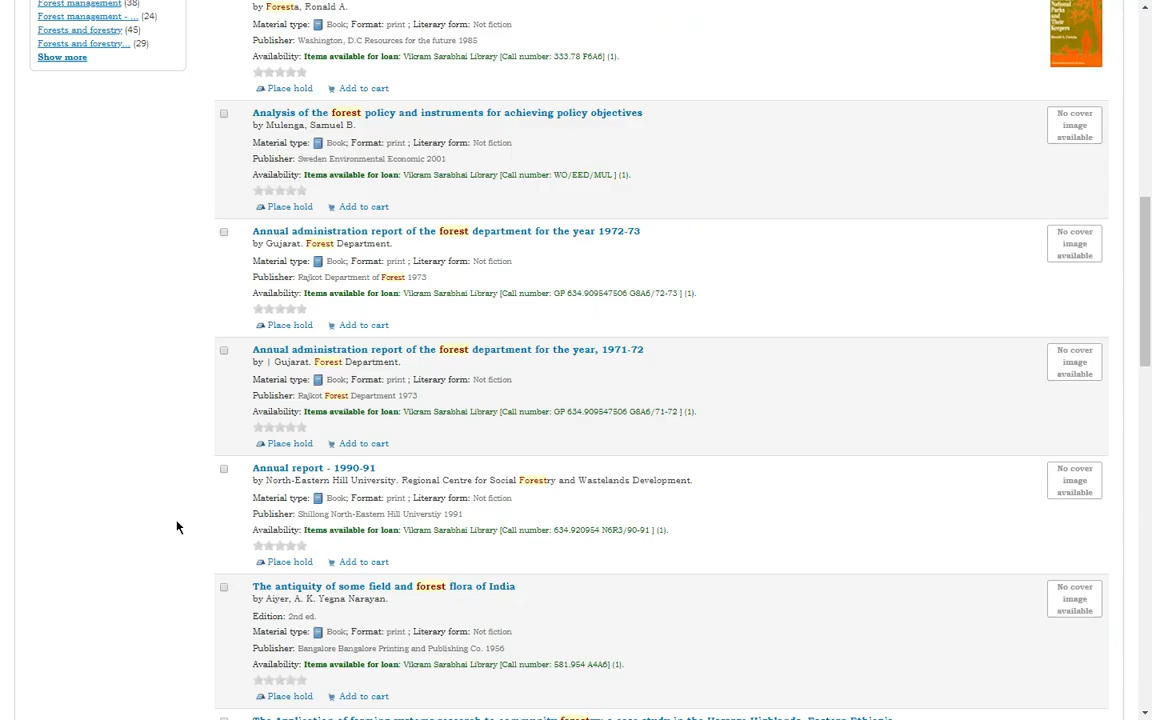 Forest management (38)
Forest management - ... (24)
Forests and forestry (45)
Forests and forestry... (29)
Show more
by Foresta, Ronald A.
Material type: Book; Format: print ; Literary form: Not fiction
Publisher: Washington, D.C Resources for the future 1985
Availability: Items available for loan: Vikram Sarabhai Library [Call number: 333.78 F6A6] (1).
Place hold Add to cart
National
Parks
and
Their
Keepers
Analysis of the forest policy and instruments for achieving policy objectives
by Mulenga, Samuel B.
Material type: Book; Format: print ; Literary form: Not fiction
Publisher: Sweden Environmental Economic 2001
Availability: Items available for loan: Vikram Sarabhai Library [Call number: WO/EED/MUL ] (1).
Place hold Add to cart
No cover
image
available
Annual administration report of the forest department for the year 1972-73
by Gujarat. Forest Department.
Material type: Book; Format: print ; Literary form: Not fiction
Publisher: Rajkot Department of Forest 1973
Availability: Items available for loan: Vikram Sarabhai Library [Call number: GP 634.909547506 G8A6/72-73 ] (1).
Place hold Add to cart
No cover
image
available
Annual administration report of the forest department for the year, 1971-72
by | Gujarat. Forest Department.
Material type: Book; Format: print ; Literary form: Not fiction
Publisher: Rajkot Forest Department 1973
Availability: Items available for loan: Vikram Sarabhai Library [Call number: GP 634.909547506 G8A6/71-72 ] (1).
Place hold Add to cart
No cover
image
available
Annual report - 1990-91
by North-Eastern Hill University. Regional Centre for Social Forestry and Wastelands Development.
Material type: Book; Format: print ; Literary form: Not fiction
Publisher: Shillong North-Eastern Hill Universtiy 1991
Availability: Items available for loan: Vikram Sarabhai Library [Call number: 634.920954 N6R3/90-91 ] (1).
Place hold Add to cart
No cover
image
available
The antiquity of some field and forest flora of India
by Aiyer, A. K. Yegna Narayan.
Edition: 2nd ed.
Material type: Book; Format: print ; Literary form: Not fiction
Publisher: Bangalore Bangalore Printing and Publishing Co. 1956
Availability: Items available for loan: Vikram Sarabhai Library [Call number: 581.954 A4A6] (1).
Place hold Add to cart
No cover
image
available